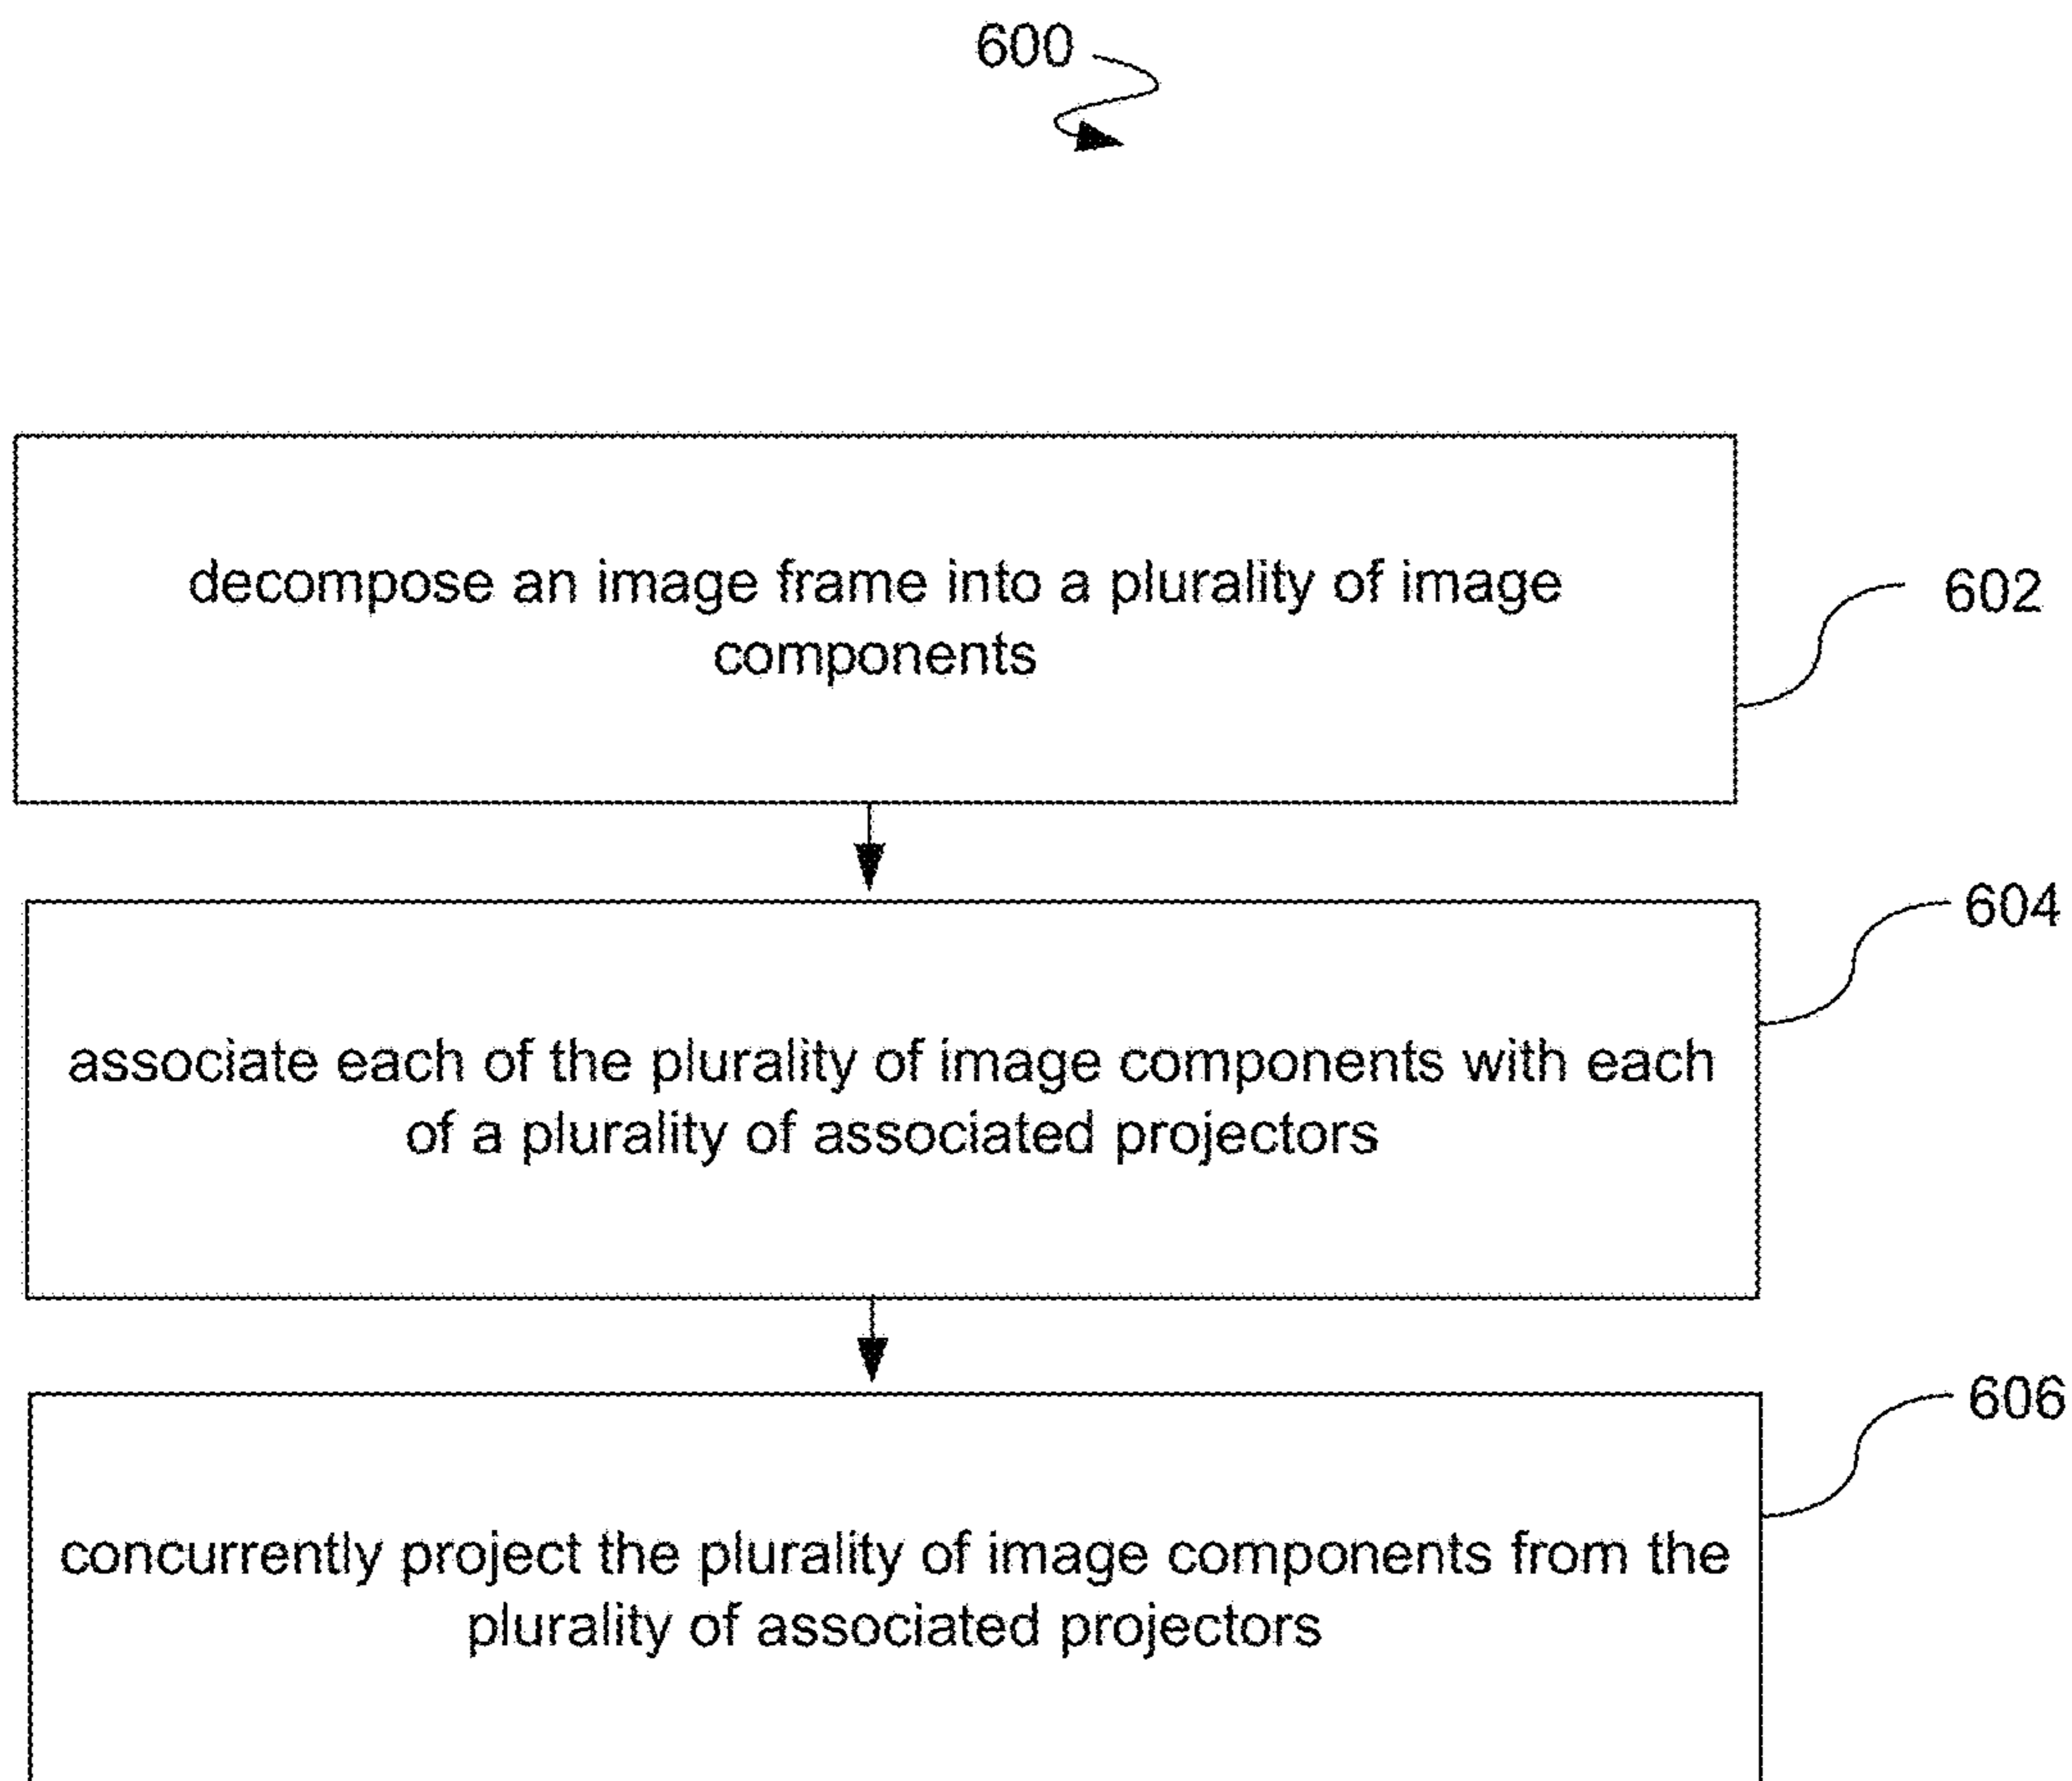 600
decompose an image frame into a plurality of image
components
602
604
associate each of the plurality of image components with each
of a plurality of associated projectors
606
concurrently project the plurality of image components from the
plurality of associated projectors